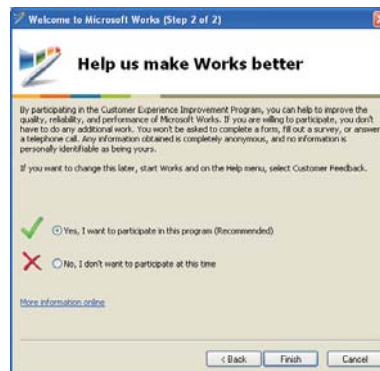 Welcome to Microsoft Works (Step 2 of 2)
Help us make Works better
By participating in the Customer Experience Improvement Program, you can help to improve the
quality, reliability, and performance of Microsoft Works. If you are willing to participate, you don't
have to do any additional work. You won't be asked to complete a form, fill out a survey, or answer
a telephone call. Any information obtained is completely anonymous, and no information is
personally identifiable as being yours.
If you want to change this later, start Works and on the Help menu, select Customer Feedback.
Yes, I want to participate in this program (Recommended)
No, I don't want to participate at this time
More information online
< Back Finish Cancel